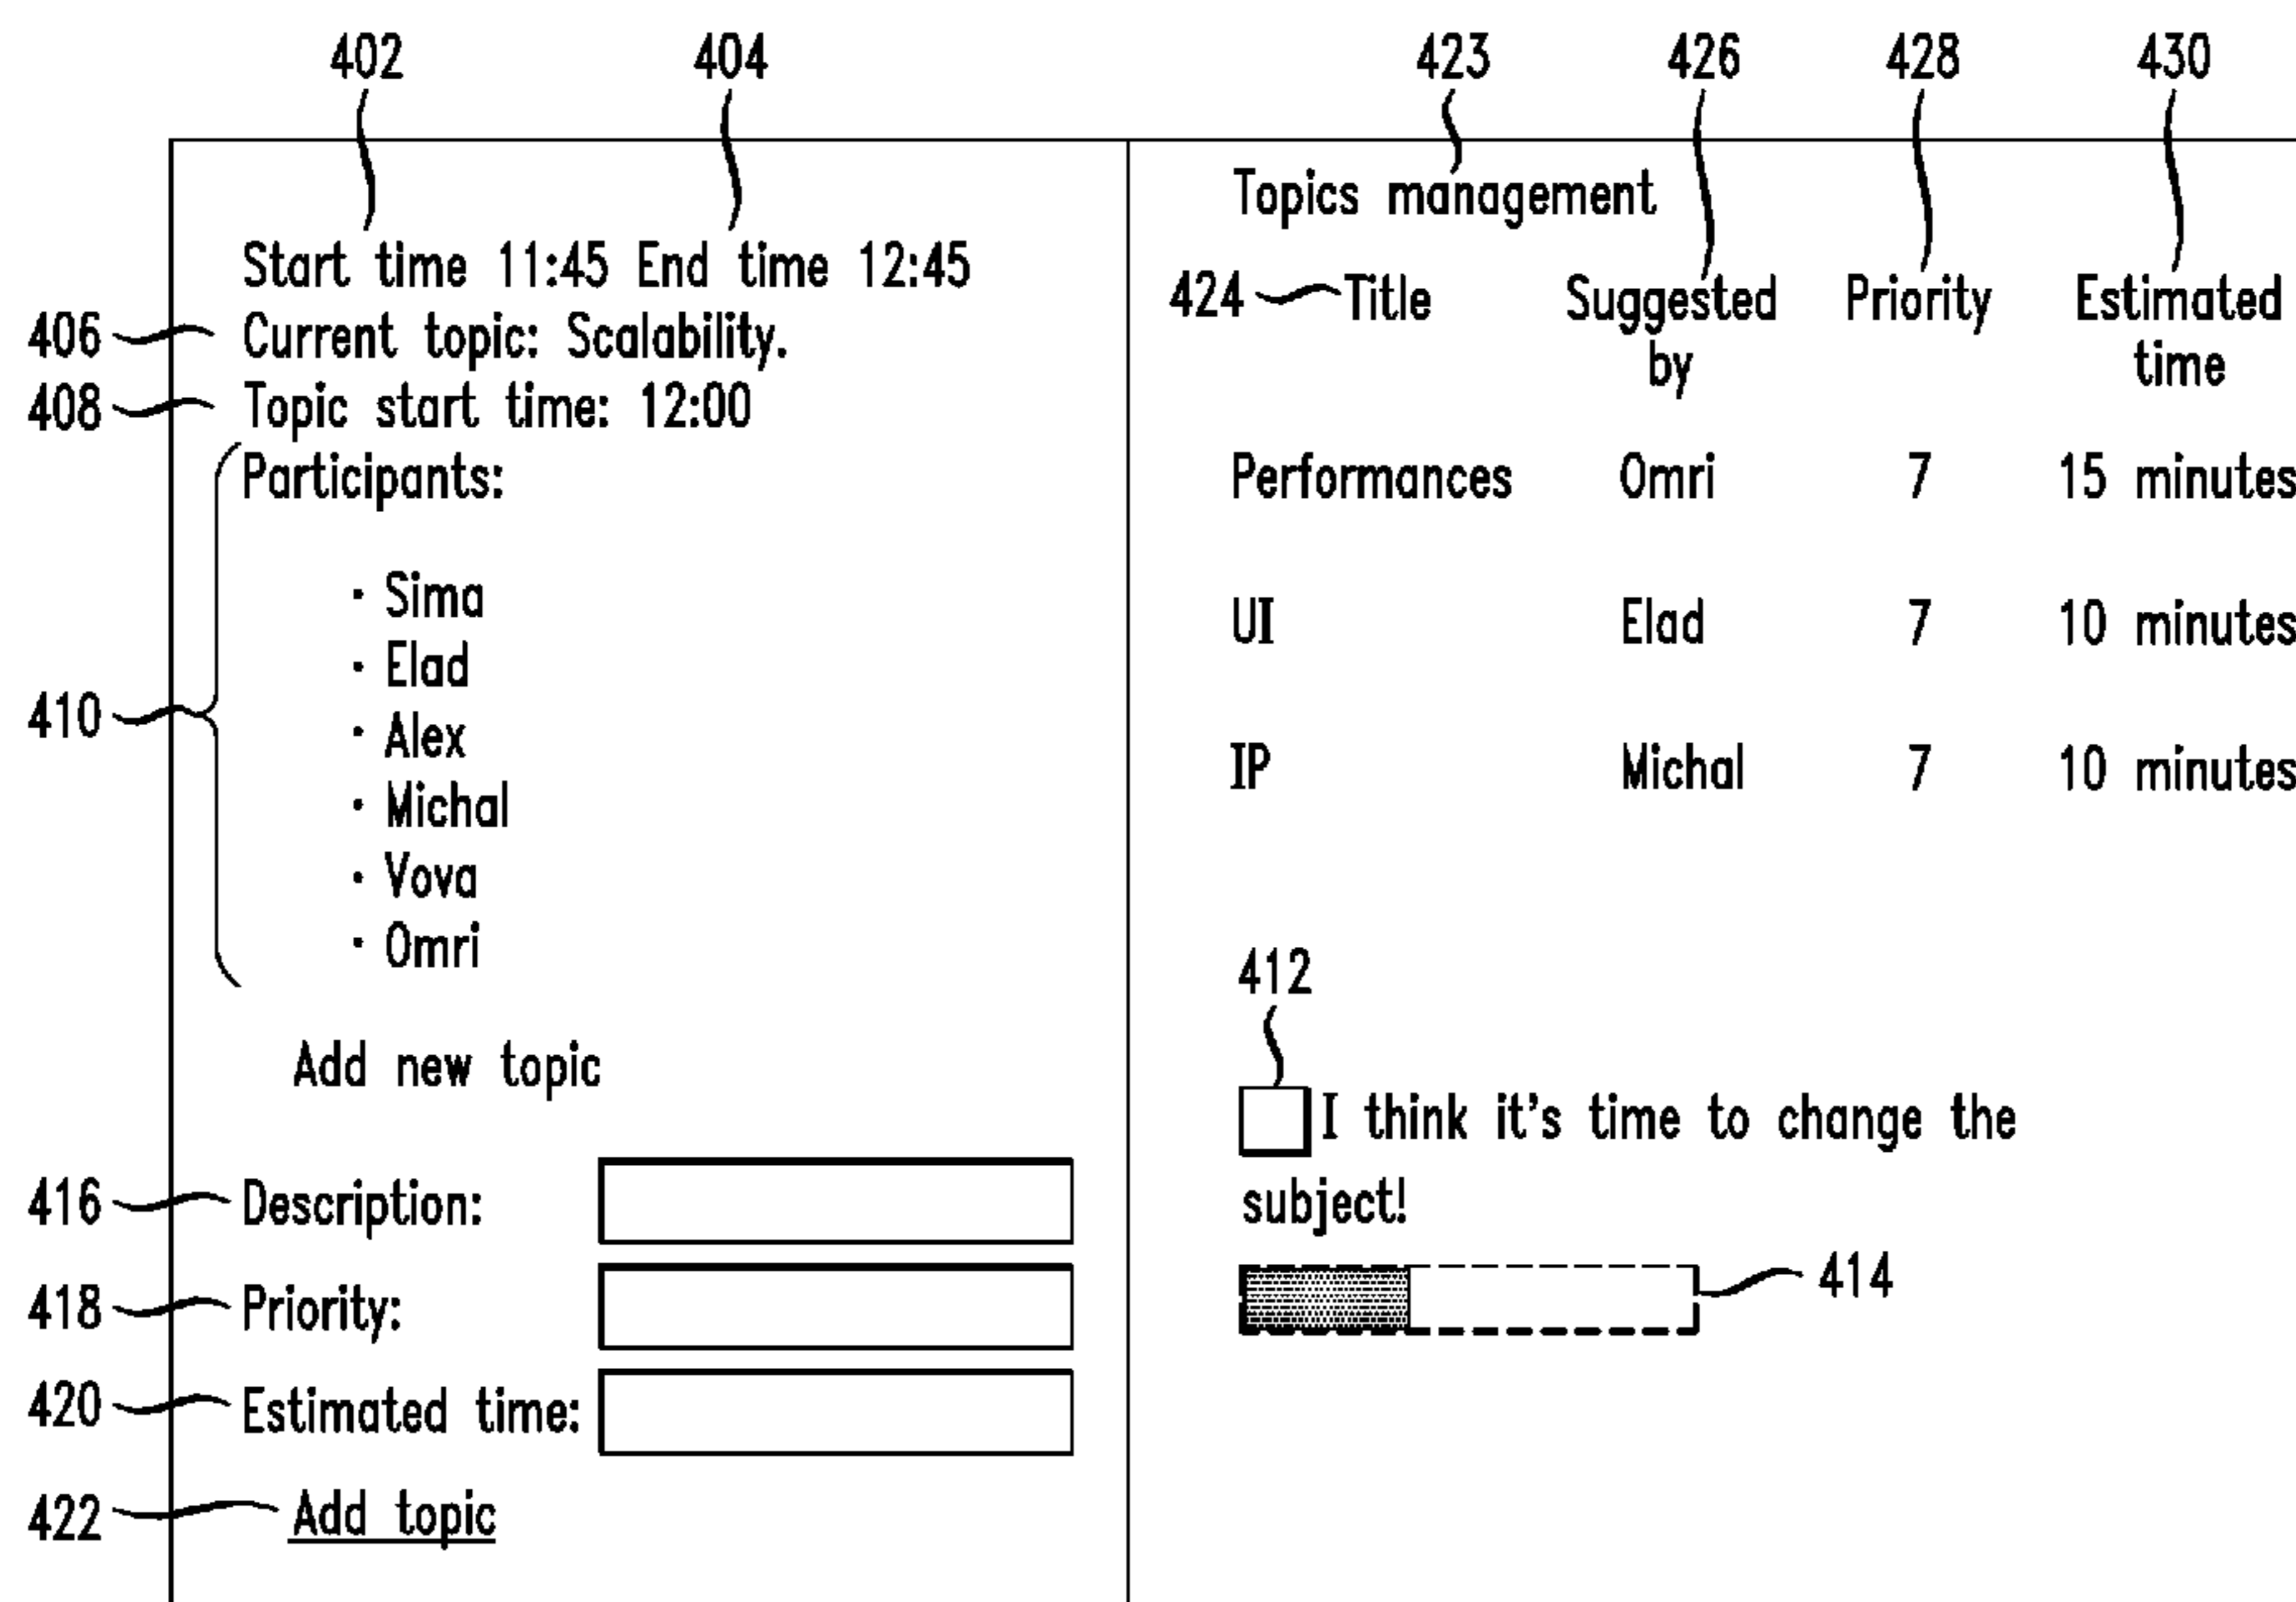 402 404 423 426 428 430
Start time 11:45 End time 12:45
406 Current topic: Scalability.
408 Topic start time: 12:00
410 Participants:
· Sima
· Elad
· Alex
· Michal
· Vova
· Omri
Add new topic
416 Description:
418 Priority:
420 Estimated time:
422 Add topic
Topics management
424 Title Suggested by Priority Estimated time
Performances Omri 7 15 minutes
UI Elad 7 10 minutes
IP Michal 7 10 minutes
412
I think it's time to change the
subject!
414